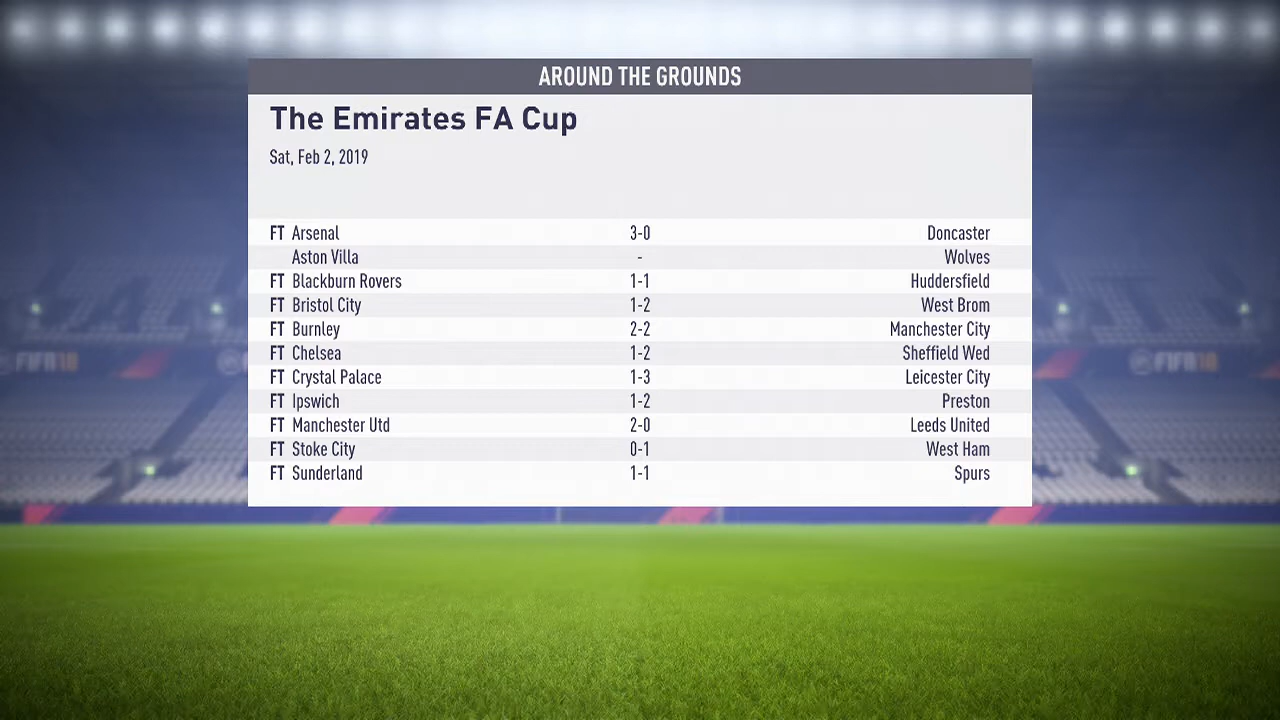 AROUND THE GROUNDS
The Emirates FA Cup
Sat, Feb 2, 2019
FT Arsenal 3-0 Doncaster
Aston Villa - Wolves
FT Blackburn Rovers 1-1 Huddersfield
FT Bristol City 1-2 West Brom
FT Burnley 2-2 Manchester City
FT Chelsea 1-2 Sheffield Wed
FT Crystal Palace 1-3 Leicester City
FT Ipswich 1-2 Preston
FT Manchester Utd 2-0 Leeds United
FT Stoke City 0-1 West Ham
FT Sunderland 1-1 Spurs
FIFA18
FIFA18